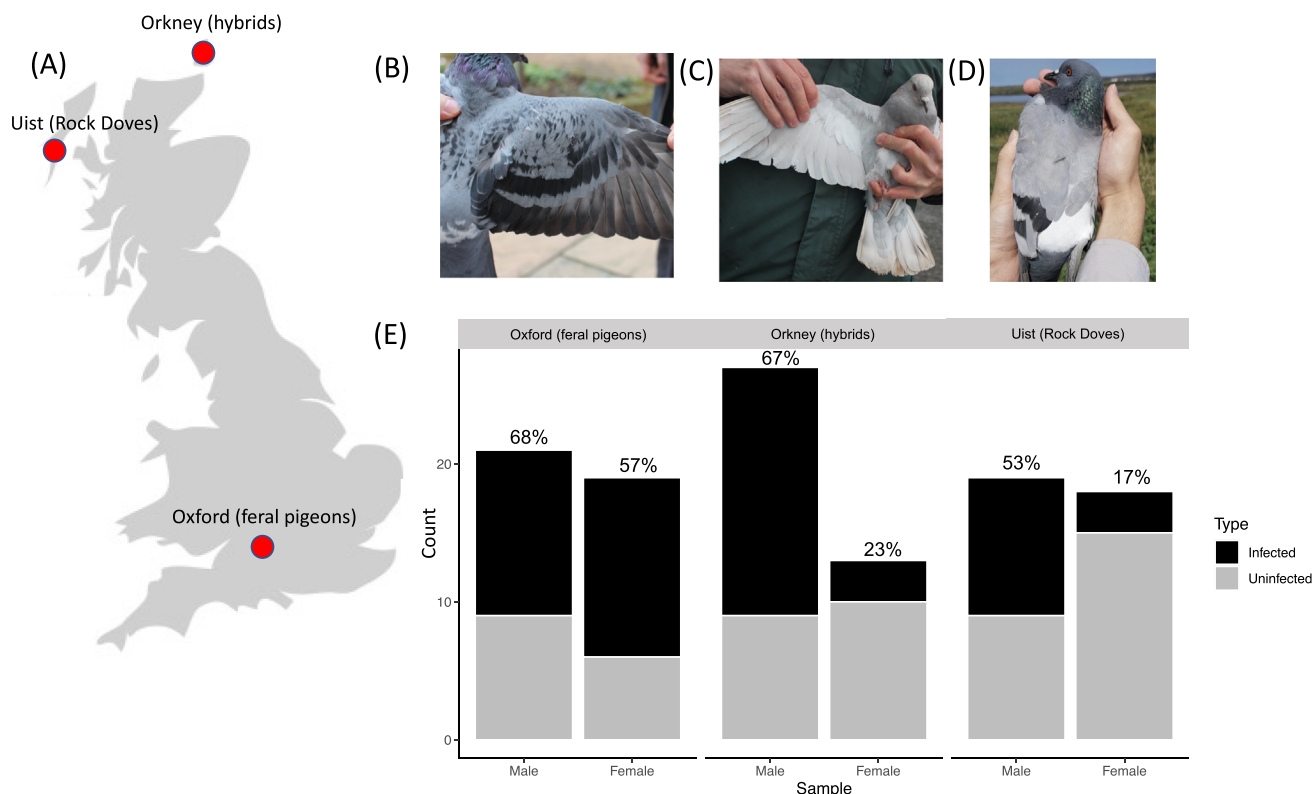 Orkney (hybrids)
(A)
Uist (Rock Doves)
Oxford (feral pigeons)
(B)
(C)
(D)
(E)
Oxford (feral pigeons)
Orkney (hybrids)
Uist (Rock Doves)
68%
57%
67%
23%
53%
17%
Count
20
10
0
Male
Female
Male
Female
Male
Female
Sample
Type
Infected
Uninfected